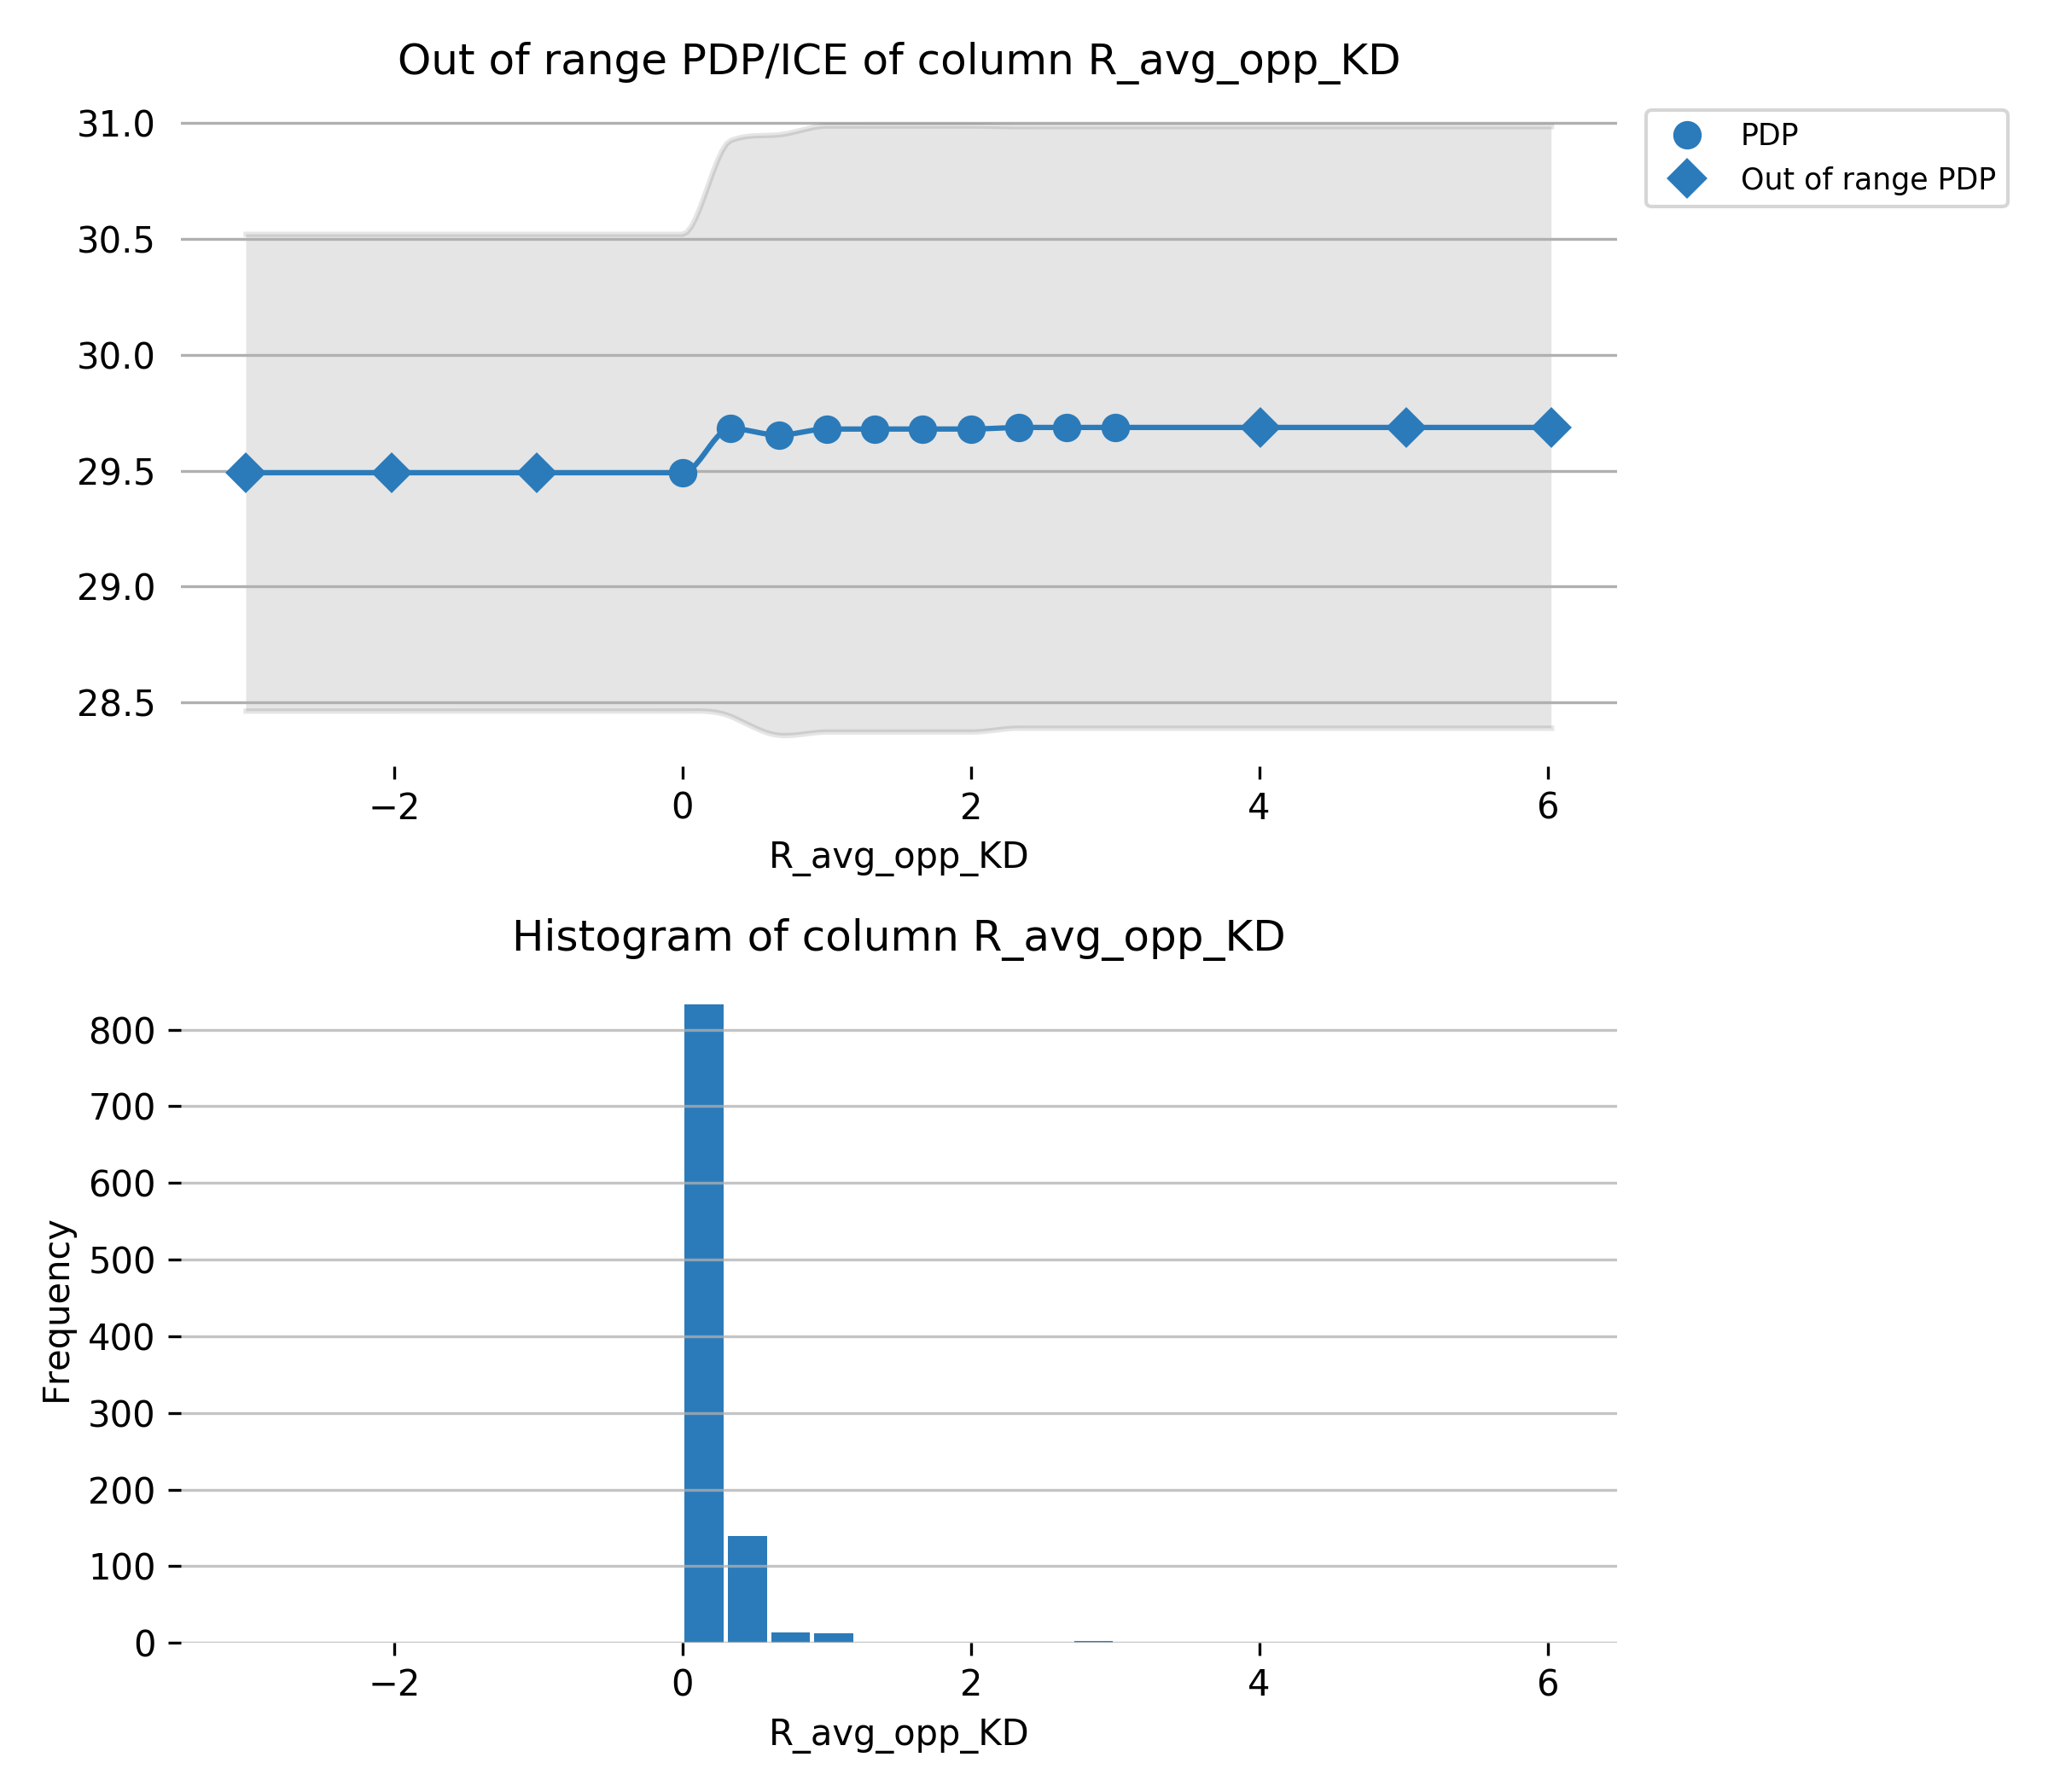 Out of range PDP/ICE of column R_avg_opp_KD
31.0
30.5
30.0
29.5
29.0
28.5
−2 0 2 4 6
R_avg_opp_KD
PDP
Out of range PDP
Histogram of column R_avg_opp_KD
Frequency
800
700
600
500
400
300
200
100
0
−2 0 2 4 6
R_avg_opp_KD